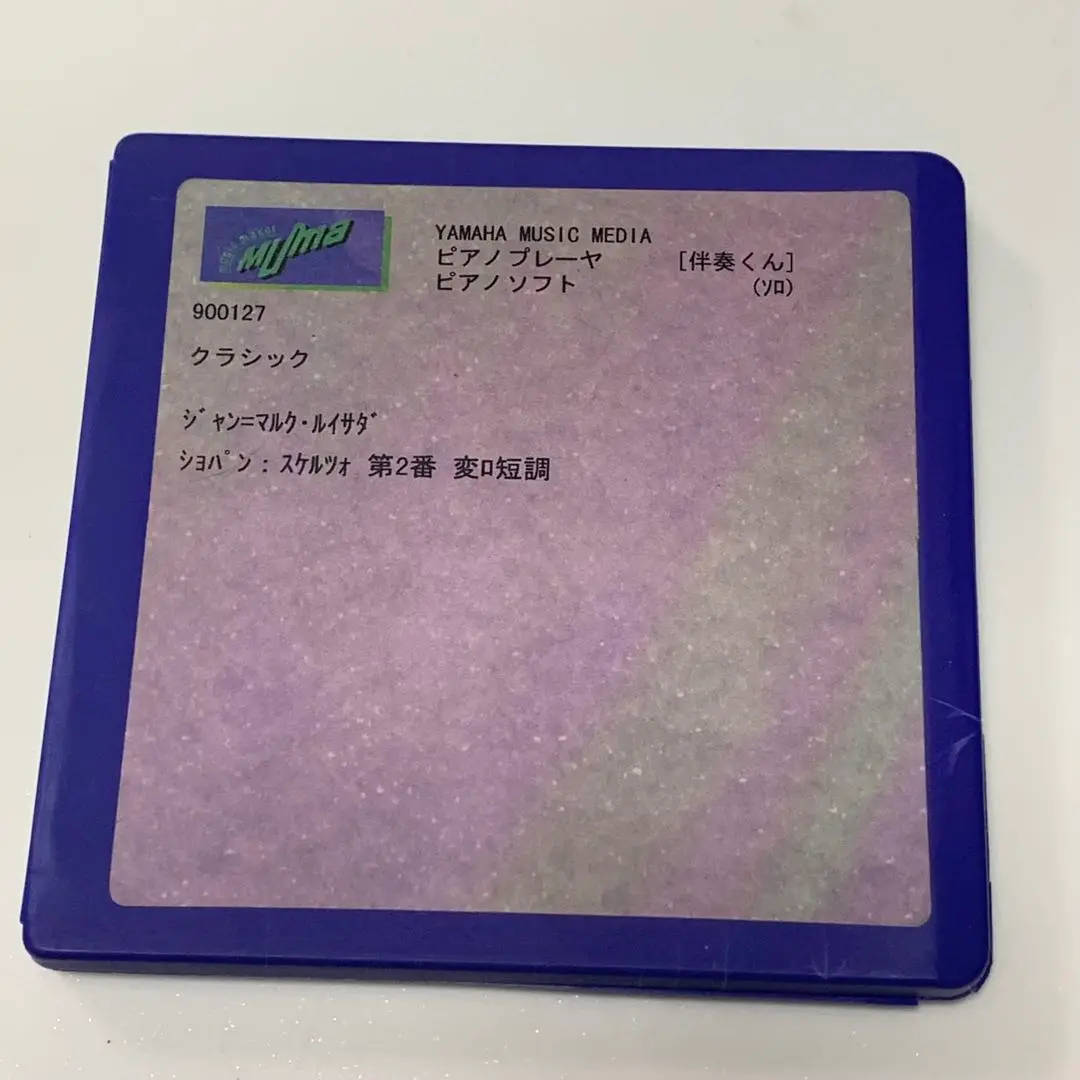 music maker
MUma
YAMAHA MUSIC MEDIA
ピアノプレーヤ [伴奏くん]
ピアノソフト (ｿﾛ)
900127
クラシック
ｼﾞｬﾝ=ﾏﾙｸ・ﾙｲｻﾀﾞ
ｼｮﾊﾟﾝ : ｽｹﾙﾂｫ 第2番 変ﾛ短調